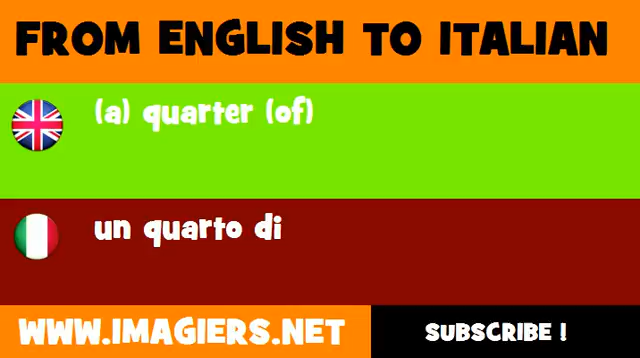 FROM ENGLISH TO ITALIAN
(a) quarter (of)
un quarto di
WWW.IMAGIERS.NET
SUBSCRIBE !